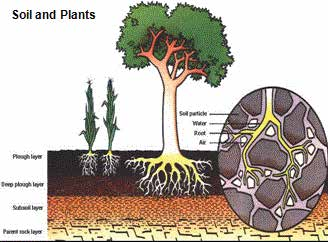 Soil and Plants
Soil particle
Water
Root
Air
Plough layer
Deep plough layer
Subsoil layer
Parent rock layer